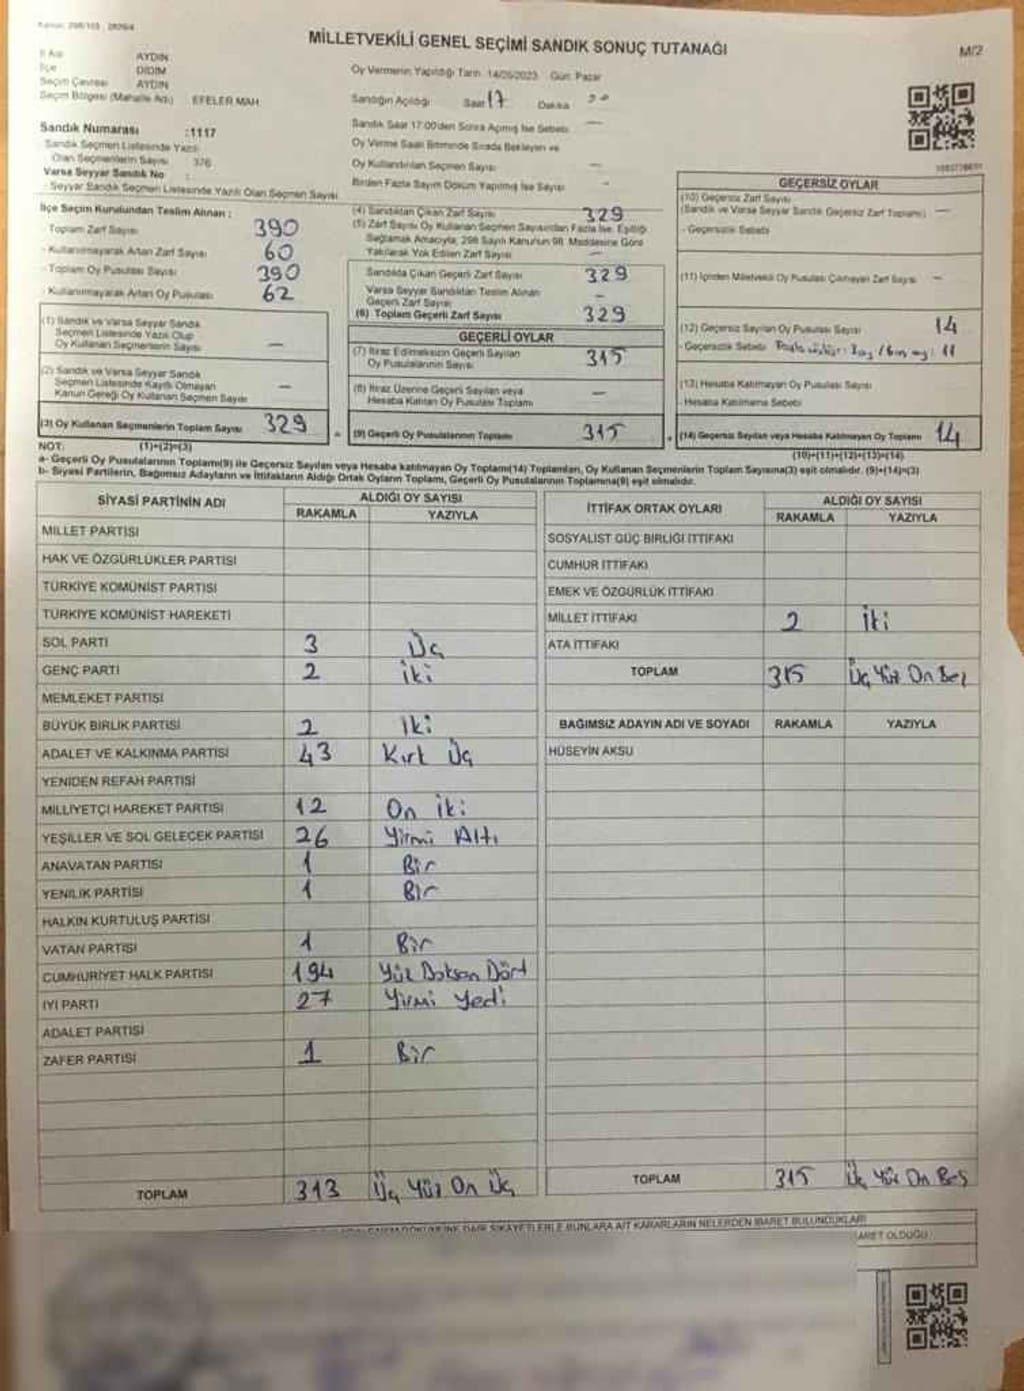 MİLLETVEKİLİ GENEL SEÇİMİ SANDIK SONUÇ TUTANAĞI
M/2
İl Adı AYDIN
İlçe DİDİM
Seçim Çevresi AYDIN
Seçim Bölgesi (Mahalle Adı) : EFELER MAH.
Oy Vermenin Yapıldığı Tarih 14/05/2023 Gün Pazar
Sandığın Açıldığı Saat 17 Dakika
Sandık Saat 17:00'den Sonra Açılmış İse Sebebi —
Oy Verme Saati Bitiminde Sırada Bekleyen ve
Oy Kullandırılan Seçmen Sayısı —
Birden Fazla Sayım Döküm Yapılmış İse Sayısı -
Sandık Numarası :1117
Sandık Seçmen Listesinde Yazılı
Olan Seçmenlerin Sayısı 376
Varsa Seyyar Sandık No :
- Seyyar Sandık Seçmen Listesinde Yazılı Olan Seçmen Sayısı
İlçe Seçim Kurulundan Teslim Alınan :
- Toplam Zarf Sayısı 390
- Kullanılmayarak Artan Zarf Sayısı 60
- Toplam Oy Pusulası Sayısı 390
- Kullanılmayarak Artan Oy Pusulası 62
(1) Sandık ve Varsa Seyyar Sandık
Seçmen Listesinde Yazılı Olup
Oy Kullanan Seçmenlerin Sayısı —
(2) Sandık ve Varsa Seyyar Sandık
Seçmen Listesinde Kayıtlı Olmayan
Kanun Gereği Oy Kullanan Seçmen Sayısı —
(3) Oy Kullanan Seçmenlerin Toplam Sayısı 329
(1)+(2)=(3)
(4) Sandıktan Çıkan Zarf Sayısı 329
(5) Zarf Sayısı Oy Kullanan Seçmen Sayısından Fazla İse, Eşitliği
Sağlamak Amacıyla, 298 Sayılı Kanun'un 98. Maddesine Göre
Yakılarak Yok Edilen Zarf Sayısı —
Sandıkta Çıkan Geçerli Zarf Sayısı 329
Varsa Seyyar Sandıktan Teslim Alınan
Geçerli Zarf Sayısı —
(6) Toplam Geçerli Zarf Sayısı 329
GEÇERLİ OYLAR
(7) İtiraz Edilmeksizin Geçerli Sayılan
Oy Pusulalarının Sayısı 315
(8) İtiraz Üzerine Geçerli Sayılan veya
Hesaba Katılan Oy Pusulası Toplamı —
(9) Geçerli Oy Pusulalarının Toplamı 315
GEÇERSİZ OYLAR
(10) Geçersiz Zarf Sayısı
(Sandık ve Varsa Seyyar Sandık Geçersiz Zarf Toplamı) —
- Geçersizlik Sebebi
(11) İçinden Milletvekili Oy Pusulası Çıkmayan Zarf Sayısı —
(12) Geçersiz Sayılan Oy Pusulası Sayısı 14
- Geçersizlik Sebebi
(13) Hesaba Katılmayan Oy Pusulası Sayısı
- Hesaba Katılmama Sebebi
(14) Geçersiz Sayılan veya Hesaba Katılmayan Oy Toplamı 14
(10)+(11)+(12)+(13)=(14)
NOT:
a- Geçerli Oy Pusulalarının Toplamı(9) ile Geçersiz Sayılan veya Hesaba katılmayan Oy Toplamı(14) Toplamları, Oy Kullanan Seçmenlerin Toplam Sayısına(3) eşit olmalıdır. (9)+(14)=(3)
b- Siyasi Partilerin, Bağımsız Adayların ve İttifakların Aldığı Ortak Oyların Toplamı, Geçerli Oy Pusulalarının Toplamına(9) eşit olmalıdır.
SİYASİ PARTİNİN ADI ALDIĞI OY SAYISI
RAKAMLA YAZIYLA
MİLLET PARTİSİ
HAK VE ÖZGÜRLÜKLER PARTİSİ
TÜRKİYE KOMÜNİST PARTİSİ
TÜRKİYE KOMÜNİST HAREKETİ
SOL PARTİ 3 Üç
GENÇ PARTİ 2 iki
MEMLEKET PARTİSİ
BÜYÜK BİRLİK PARTİSİ 2 İki
ADALET VE KALKINMA PARTİSİ 43 Kırk Üç
YENİDEN REFAH PARTİSİ
MİLLİYETÇİ HAREKET PARTİSİ 12 On iki
YEŞİLLER VE SOL GELECEK PARTİSİ 26 Yirmi Altı
ANAVATAN PARTİSİ 1 Bir
YENİLİK PARTİSİ 1 Bir
HALKIN KURTULUŞ PARTİSİ
VATAN PARTİSİ 1 Bir
CUMHURİYET HALK PARTİSİ 194 Yüz Doksan Dört
İYİ PARTİ 27 Yirmi Yedi
ADALET PARTİSİ
ZAFER PARTİSİ 1 Bir
TOPLAM 313 Üç Yüz On Üç
İTTİFAK ORTAK OYLARI ALDIĞI OY SAYISI
RAKAMLA YAZIYLA
SOSYALİST GÜÇ BİRLİĞİ İTTİFAKI
CUMHUR İTTİFAKI
EMEK VE ÖZGÜRLÜK İTTİFAKI
MİLLET İTTİFAKI 2 İki
ATA İTTİFAKI
TOPLAM 315 Üç Yüz On Beş
BAĞIMSIZ ADAYIN ADI VE SOYADI RAKAMLA YAZIYLA
HÜSEYİN AKSU
TOPLAM 315 Üç Yüz On Beş
ŞİKAYETLERLE BUNLARA AİT KARARLARIN NELERDEN İBARET BULUNDUKLARI